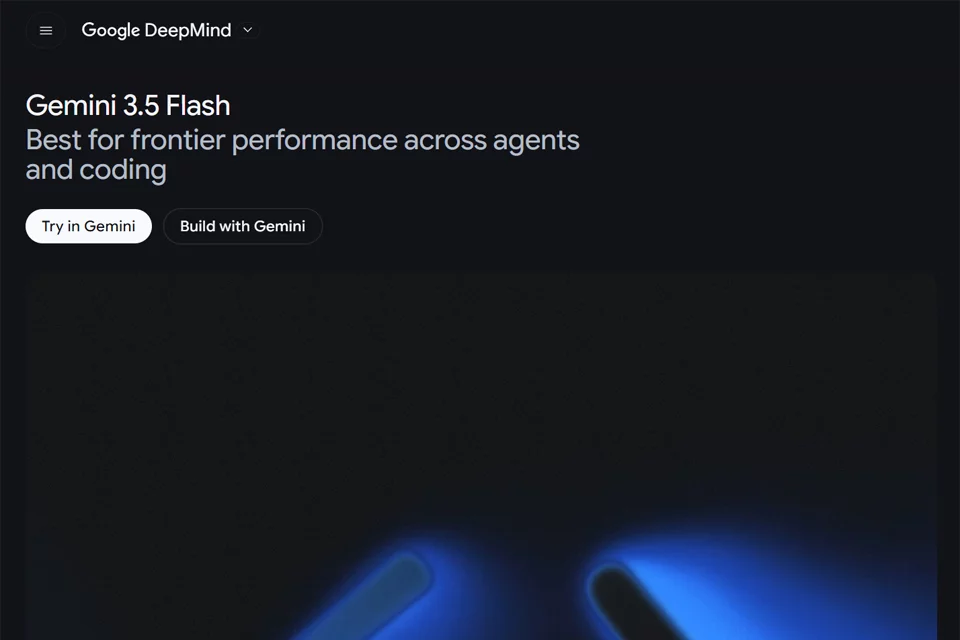 Google DeepMind
Gemini 3.5 Flash
Best for frontier performance across agents
and coding
Try in Gemini
Build with Gemini